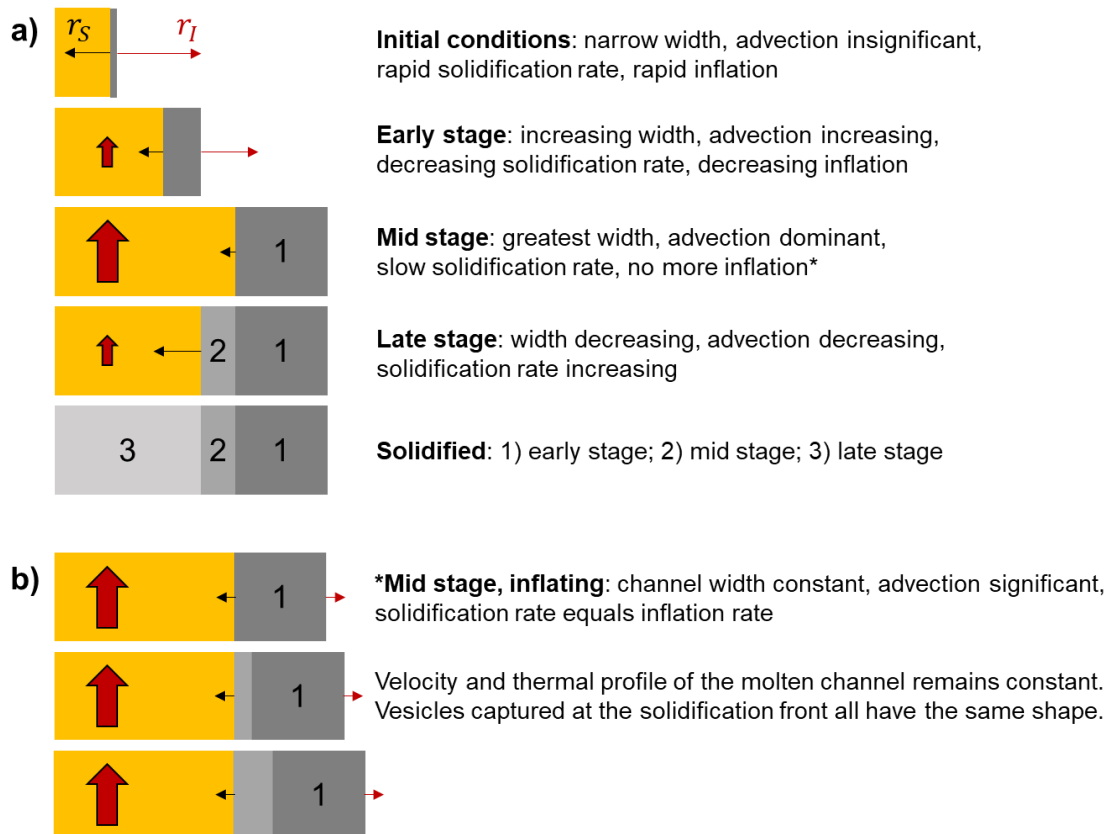 a)
r_S r_I
Initial conditions: narrow width, advection insignificant,
rapid solidification rate, rapid inflation
Early stage: increasing width, advection increasing,
decreasing solidification rate, decreasing inflation
1
Mid stage: greatest width, advection dominant,
slow solidification rate, no more inflation*
2 1
Late stage: width decreasing, advection decreasing,
solidification rate increasing
3 2 1
Solidified: 1) early stage; 2) mid stage; 3) late stage
b)
1
*Mid stage, inflating: channel width constant, advection significant,
solidification rate equals inflation rate
1
Velocity and thermal profile of the molten channel remains constant.
Vesicles captured at the solidification front all have the same shape.
1